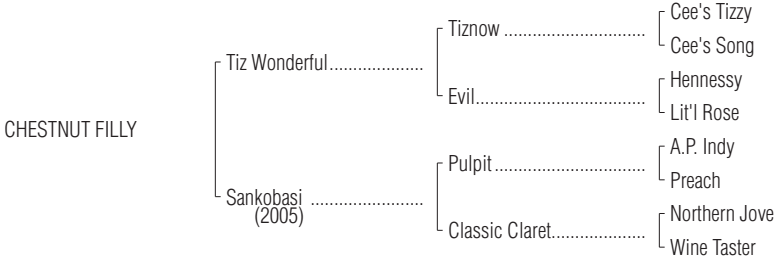 Cee's Tizzy
Tiznow ..............................
Cee's Song
Tiz Wonderful....................
Hennessy
Evil....................................
Lit'l Rose
CHESTNUT FILLY
A.P. Indy
Pulpit ................................
Preach
Sankobasi ........................
(2005)
Northern Jove
Classic Claret....................
Wine Taster